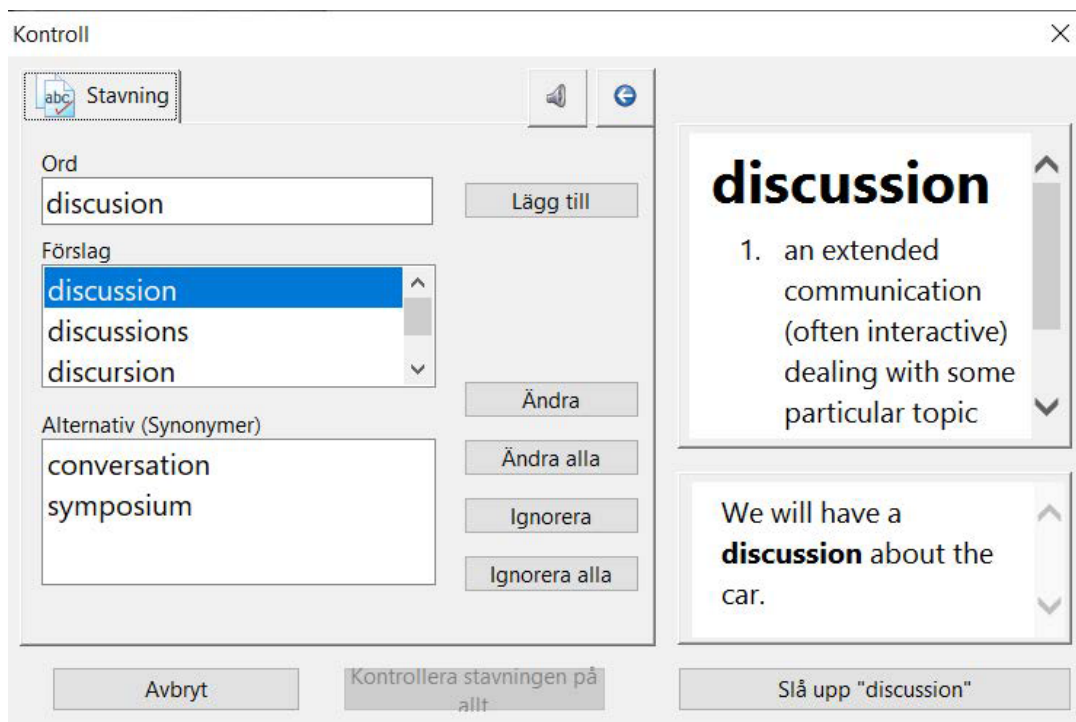 Kontroll
abc Stavning
Ord
discusion
Lägg till
Förslag
discussion
discussions
discursion
Ändra
Alternativ (Synonymer)
conversation
symposium
Ändra alla
Ignorera
Ignorera alla
discussion
1. an extended
communication
(often interactive)
dealing with some
particular topic
We will have a
discussion about the
car.
Avbryt
Kontrollera stavningen på
allt
Slå upp "discussion"